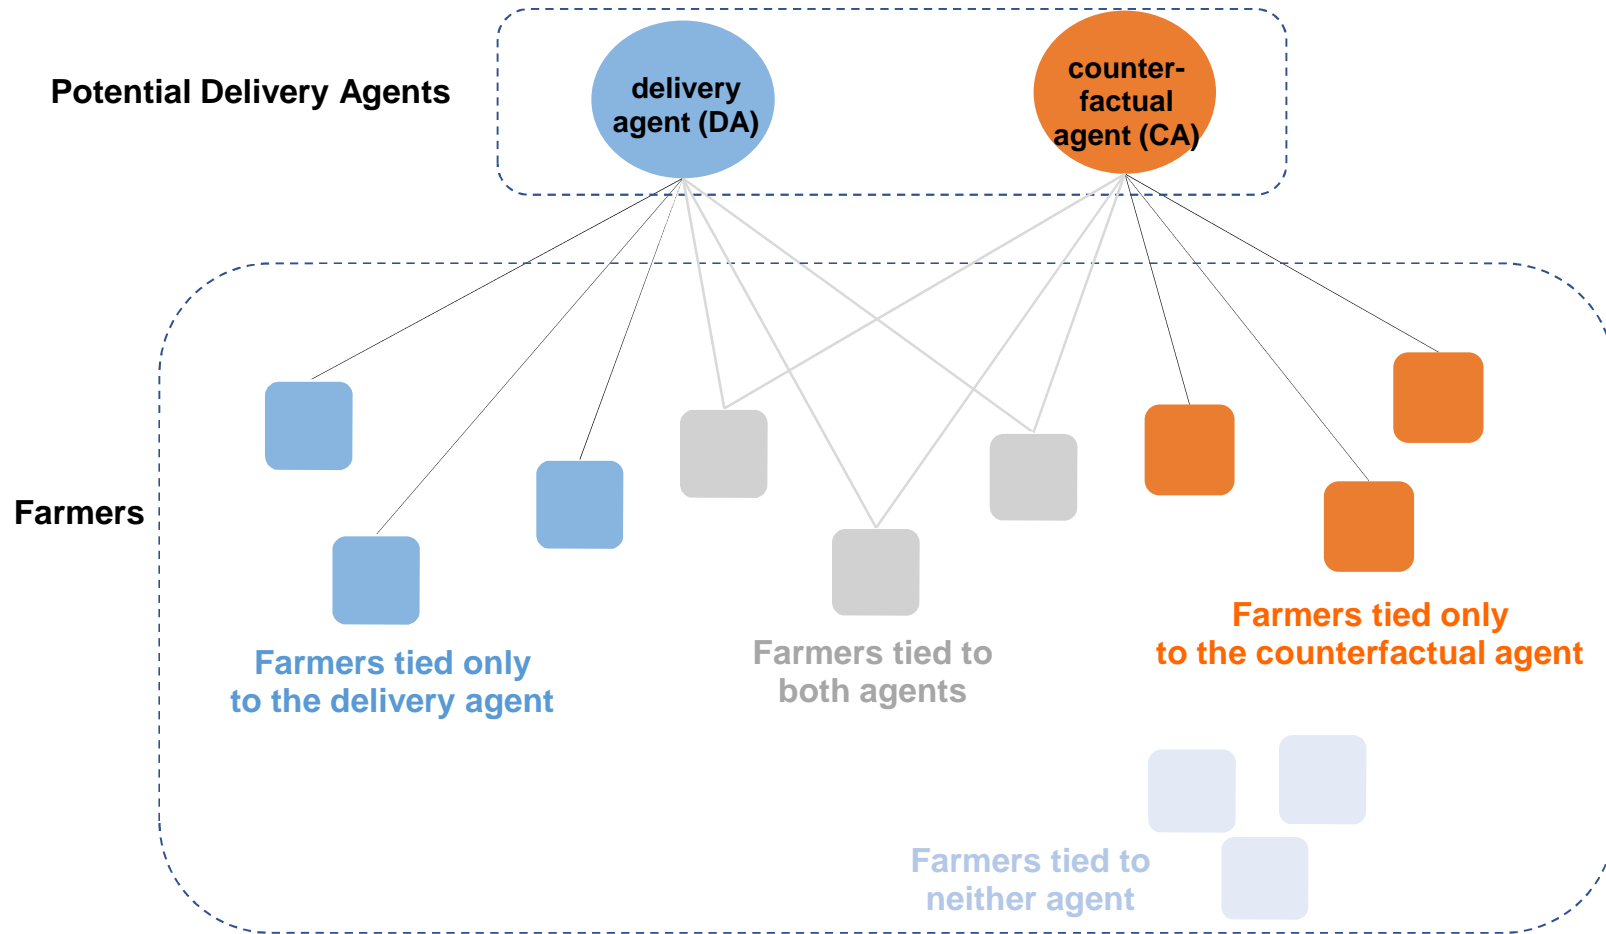 Potential Delivery Agents
delivery
agent (DA)
counter-
factual
agent (CA)
Farmers
Farmers tied only
to the delivery agent
Farmers tied to
both agents
Farmers tied only
to the counterfactual agent
Farmers tied to
neither agent